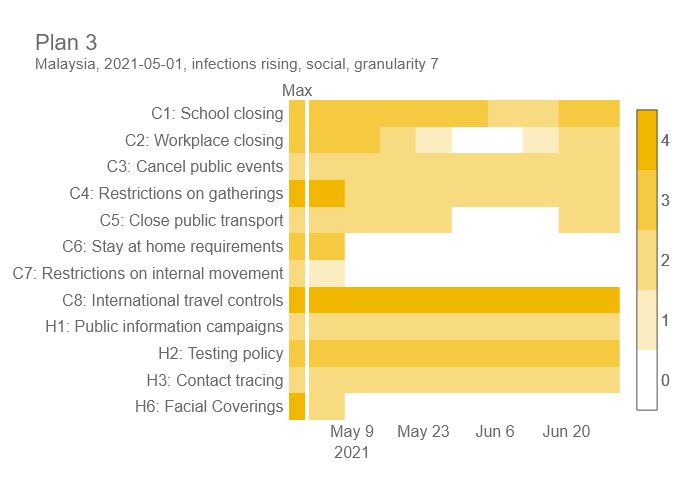 Plan 3
Malaysia, 2021-05-01, infections rising, social, granularity 7
Max
C1: School closing
C2: Workplace closing
C3: Cancel public events
C4: Restrictions on gatherings
C5: Close public transport
C6: Stay at home requirements
C7: Restrictions on internal movement
C8: International travel controls
H1: Public information campaigns
H2: Testing policy
H3: Contact tracing
H6: Facial Coverings
4
3
2
1
0
May 9 May 23 Jun 6 Jun 20
2021